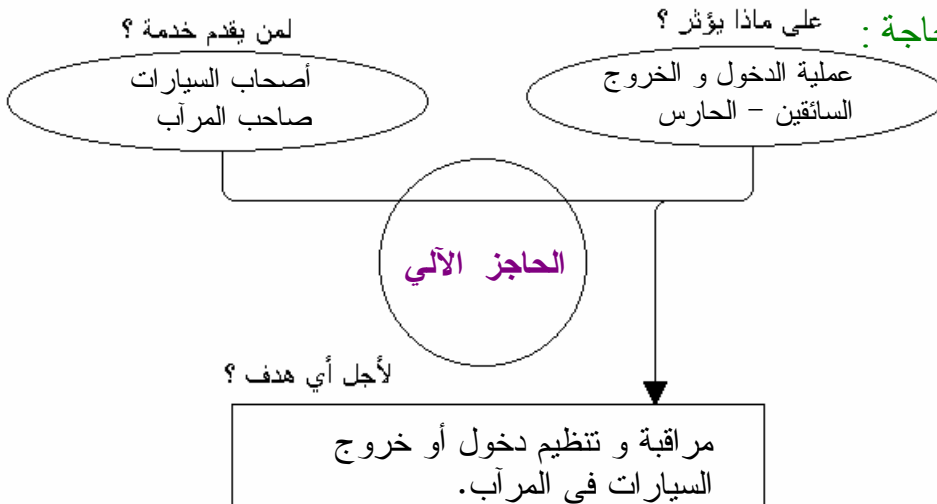 حاجة :
على ماذا يؤثر ؟
عملية الدخول و الخروج
السائقين - الحارس
لمن يقدم خدمة ؟
أصحاب السيارات
صاحب المرآب
الحاجز الآلي
لأجل أي هدف ؟
مراقبة و تنظيم دخول أو خروج
السيارات في المرآب.